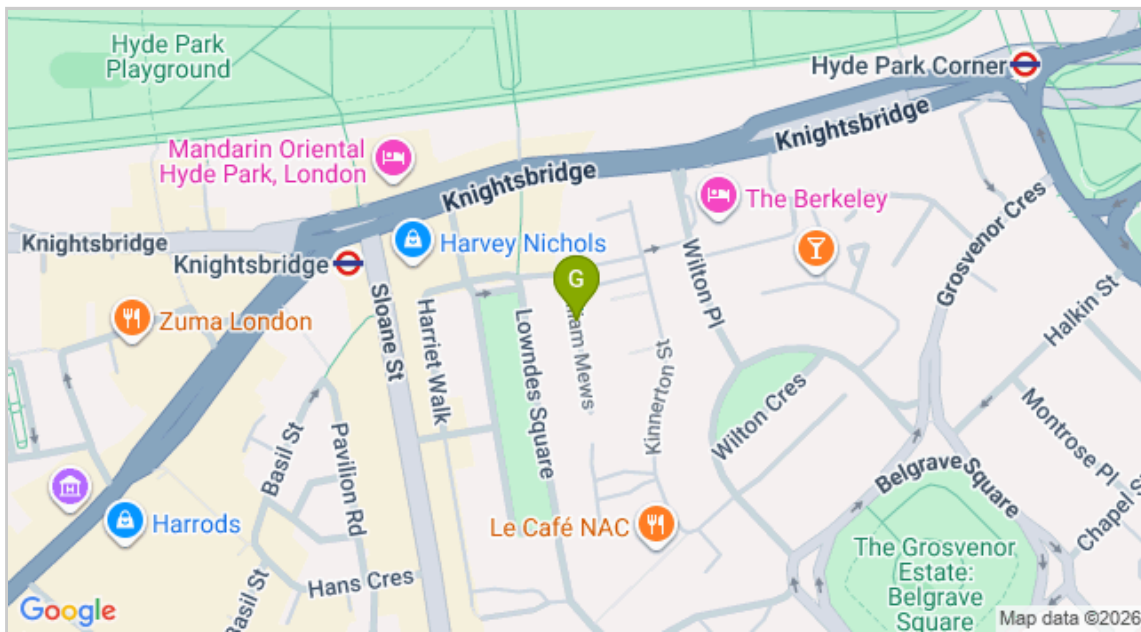 Hyde Park
Playground
Hyde Park Corner
Mandarin Oriental
Hyde Park, London
Knightsbridge
Knightsbridge
The Berkeley
Grosvenor Cres
Knightsbridge
Harvey Nichols
Knightsbridge
G
Wilton Pl
Halkin St
Zuma London
Sloane St
Harriet Walk
Lowndes Square
Mews
Kinnerton St
Wilton Cres
Montrose Pl
Basil St
Pavilion Rd
Belgrave Square
Chapel
Harrods
Le Café NAC
The Grosvenor
Estate:
Belgrave
Square
Hans Cres
Basil St
Google
Map data ©2026